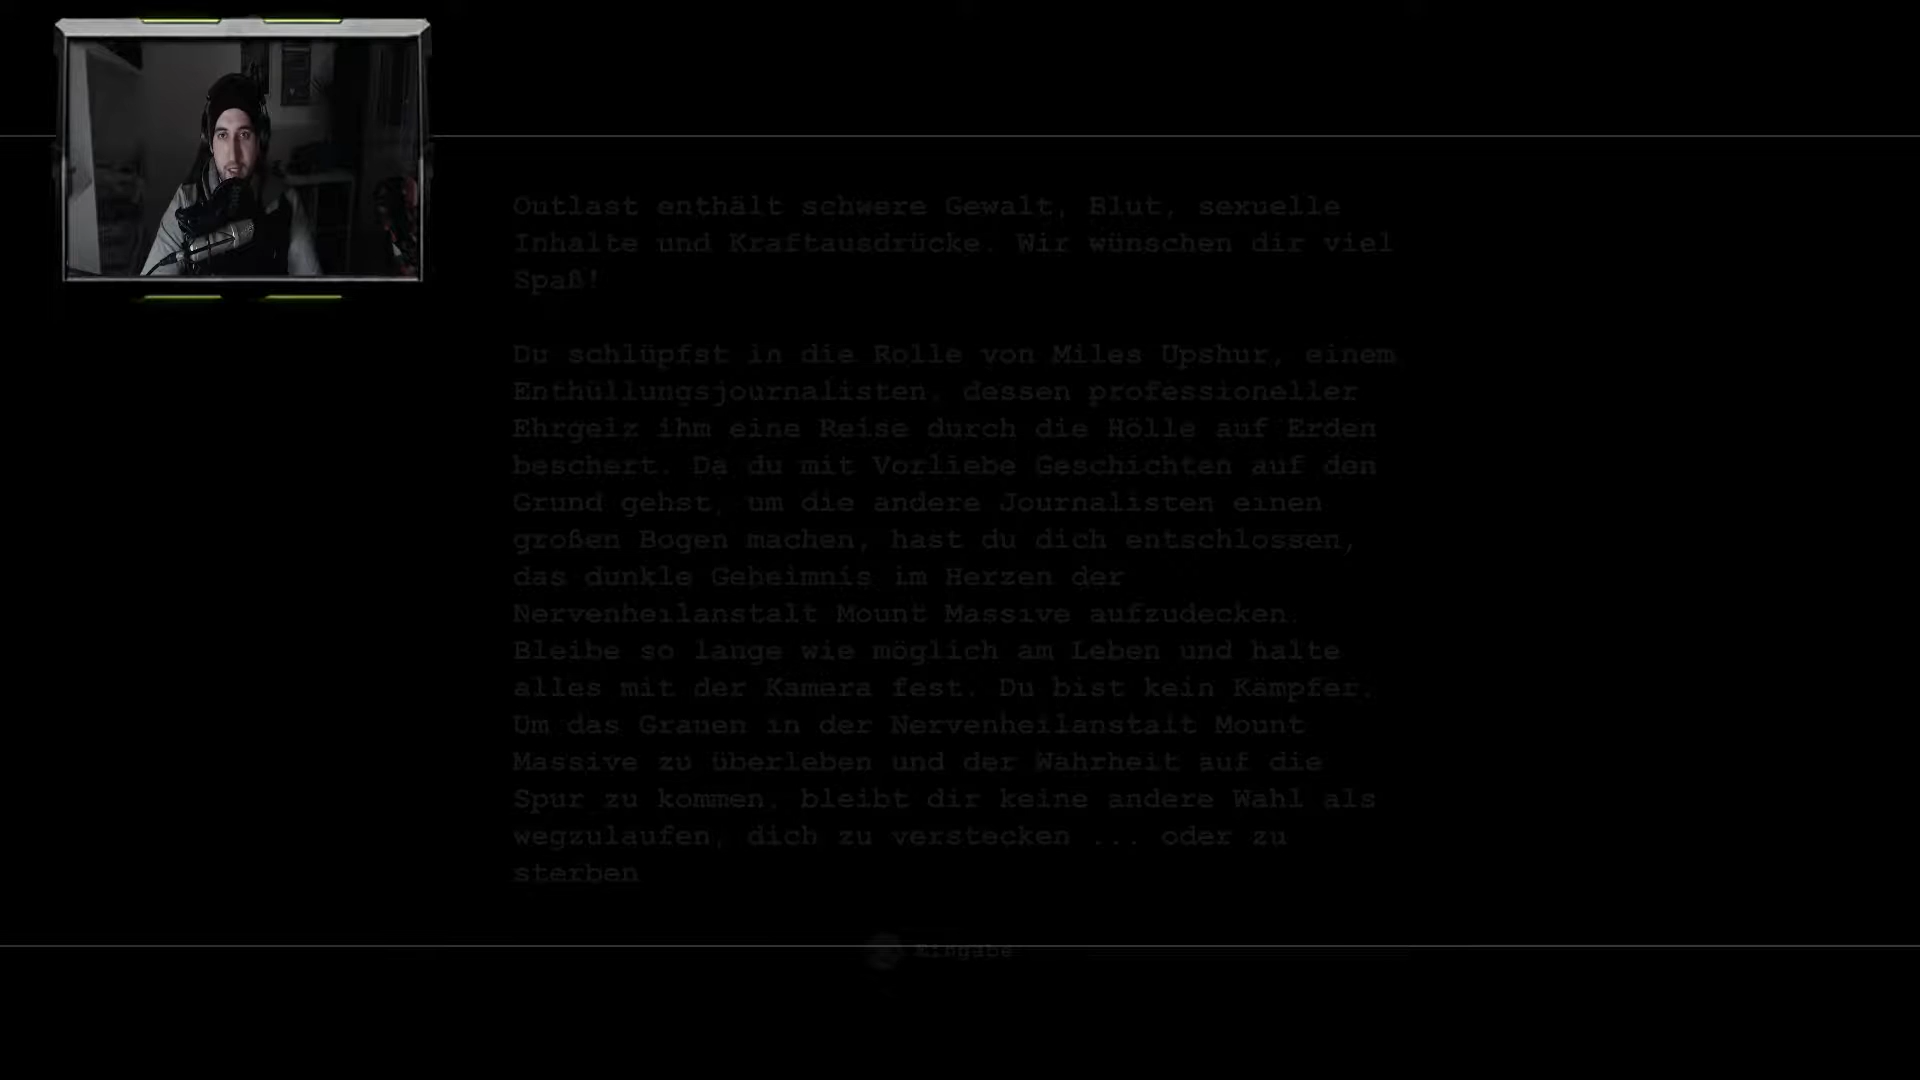 Outlast enthält schwere Gewalt, Blut, sexuelle
Inhalte und Kraftausdrücke. Wir wünschen dir viel
Spaß!
Du schlüpfst in die Rolle von Miles Upshur, einem
Enthüllungsjournalisten, dessen professioneller
Ehrgeiz ihm eine Reise durch die Hölle auf Erden
beschert. Da du mit Vorliebe Geschichten auf den
Grund gehst, um die andere Journalisten einen
großen Bogen machen, hast du dich entschlossen,
das dunkle Geheimnis im Herzen der
Nervenheilanstalt Mount Massive aufzudecken.
Bleibe so lange wie möglich am Leben und halte
alles mit der Kamera fest. Du bist kein Kämpfer.
Um das Grauen in der Nervenheilanstalt Mount
Massive zu überleben und der Wahrheit auf die
Spur zu kommen, bleibt dir keine andere Wahl als
wegzulaufen, dich zu verstecken ... oder zu
sterben
Eingabe